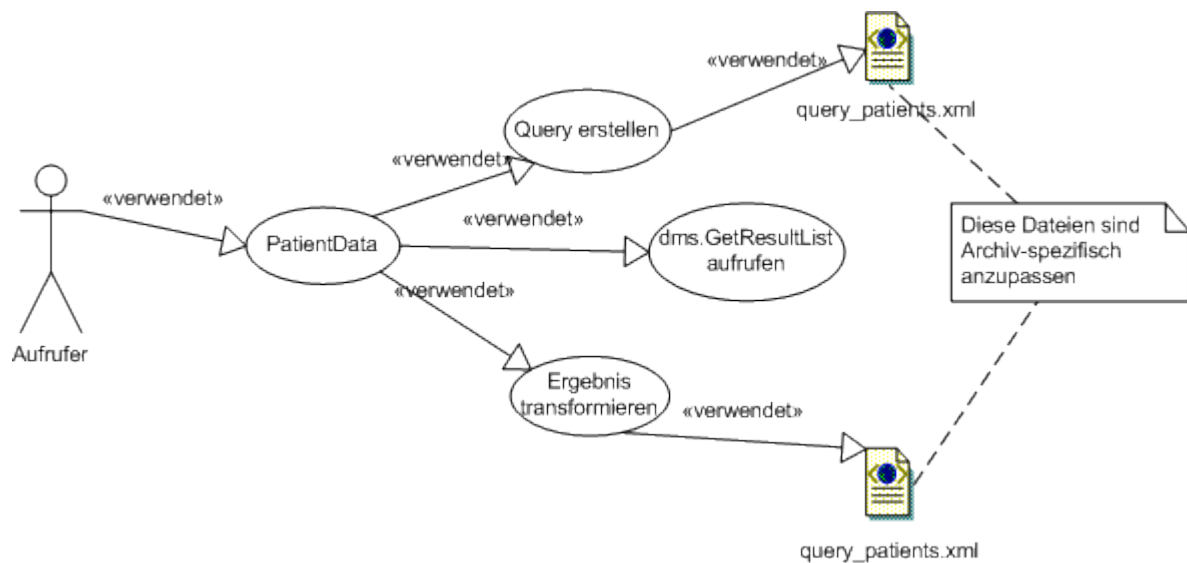 «verwendet»
query_patients.xml
Query erstellen
«verwendet»
«verwendet»
«verwendet»
Diese Dateien sind
Archiv-spezifisch
anzupassen
PatientData
dms.GetResultList
aufrufen
«verwendet»
Aufrufer
Ergebnis
transformieren
«verwendet»
query_patients.xml